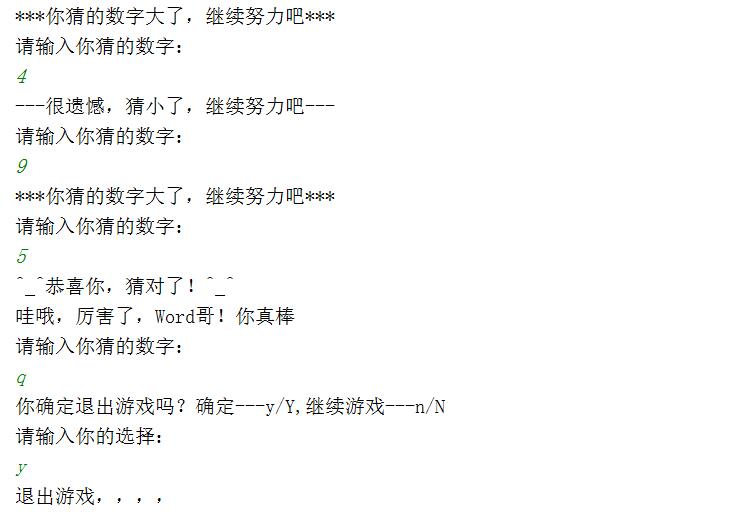 ***你猜的数字大了，继续努力吧***
请输入你猜的数字：
4
---很遗憾，猜小了，继续努力吧---
请输入你猜的数字：
9
***你猜的数字大了，继续努力吧***
请输入你猜的数字：
5
^_^恭喜你，猜对了！^_^
哇哦，厉害了，Word哥！你真棒
请输入你猜的数字：
q
你确定退出游戏吗？确定---y/Y,继续游戏---n/N
请输入你的选择：
y
退出游戏，，，，